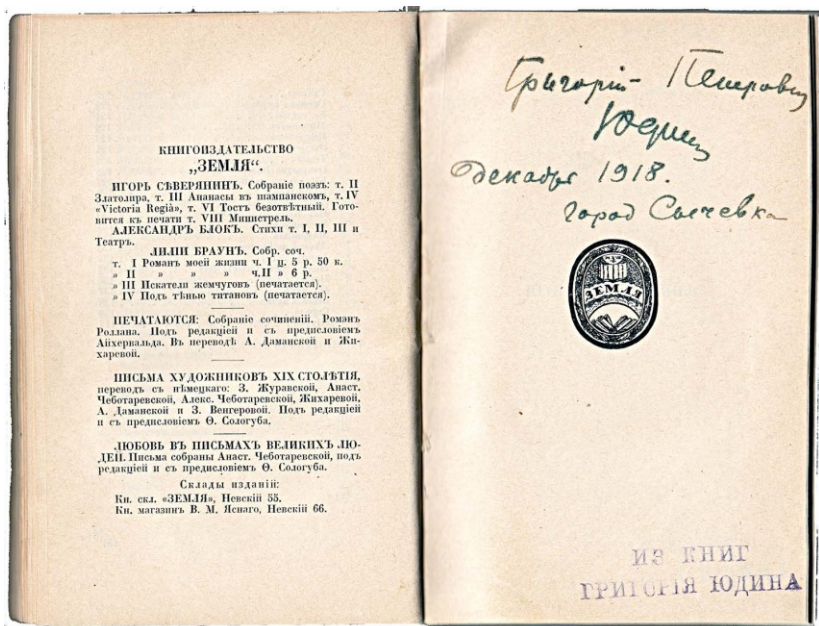 КНИГОИЗДАТЕЛЬСТВО
„ЗЕМЛЯ“.
ИГОРЬ СѢВЕРЯНИНЪ. Собраніе поэзъ: т. II
Златолира, т. III Ананасы въ шампанскомъ, т. IV
«Victoria Regià», т. VI Тостъ безотвѣтный. Гото-
вится къ печати т. VIII Министрель.
АЛЕКСАНДРЪ БЛОКЪ. Стихи т. I, II, III и
Театръ.
ЛИЛИ БРАУНЪ. Собр. соч.
т. I Романъ моей жизни ч. I ц. 5 р. 50 к.
» II » » » ч. II » 6 р.
» III Искатели жемчуговъ (печатается).
» IV Подъ тѣнью титановъ (печатается).
ПЕЧАТАЮТСЯ: Собраніе сочиненій. Ромэнъ
Роллана. Подъ редакціей и съ предисловіемъ
Айхервальда. Въ переводѣ А. Даманской и Жи-
харевой.
ПИСЬМА ХУДОЖНИКОВЪ XIX СТОЛѢТІЯ,
переводъ съ нѣмецкаго: З. Журавской, Анаст.
Чеботаревской, Алекс. Чеботаревской, Жихаревой,
А. Даманской и З. Венгеровой. Подъ редакціей
и съ предисловіемъ Ѳ. Сологуба.
ЛЮБОВЬ ВЪ ПИСЬМАХЪ ВЕЛИКИХЪ ЛЮ-
ДЕЙ. Письма собраны Анаст. Чеботаревской, подъ
редакціей и съ предисловіемъ Ѳ. Сологуба.
Склады изданій:
Кн. скл. «ЗЕМЛЯ», Невскій 55.
Кн. магазинъ В. М. Яснаго, Невскій 66.
Григорій Петровичъ
Юдинъ
Декабрь 1918.
город Сычевка
ЗЕМЛЯ
ИЗ КНИГ
ГРИГОРІЯ ЮДИНА